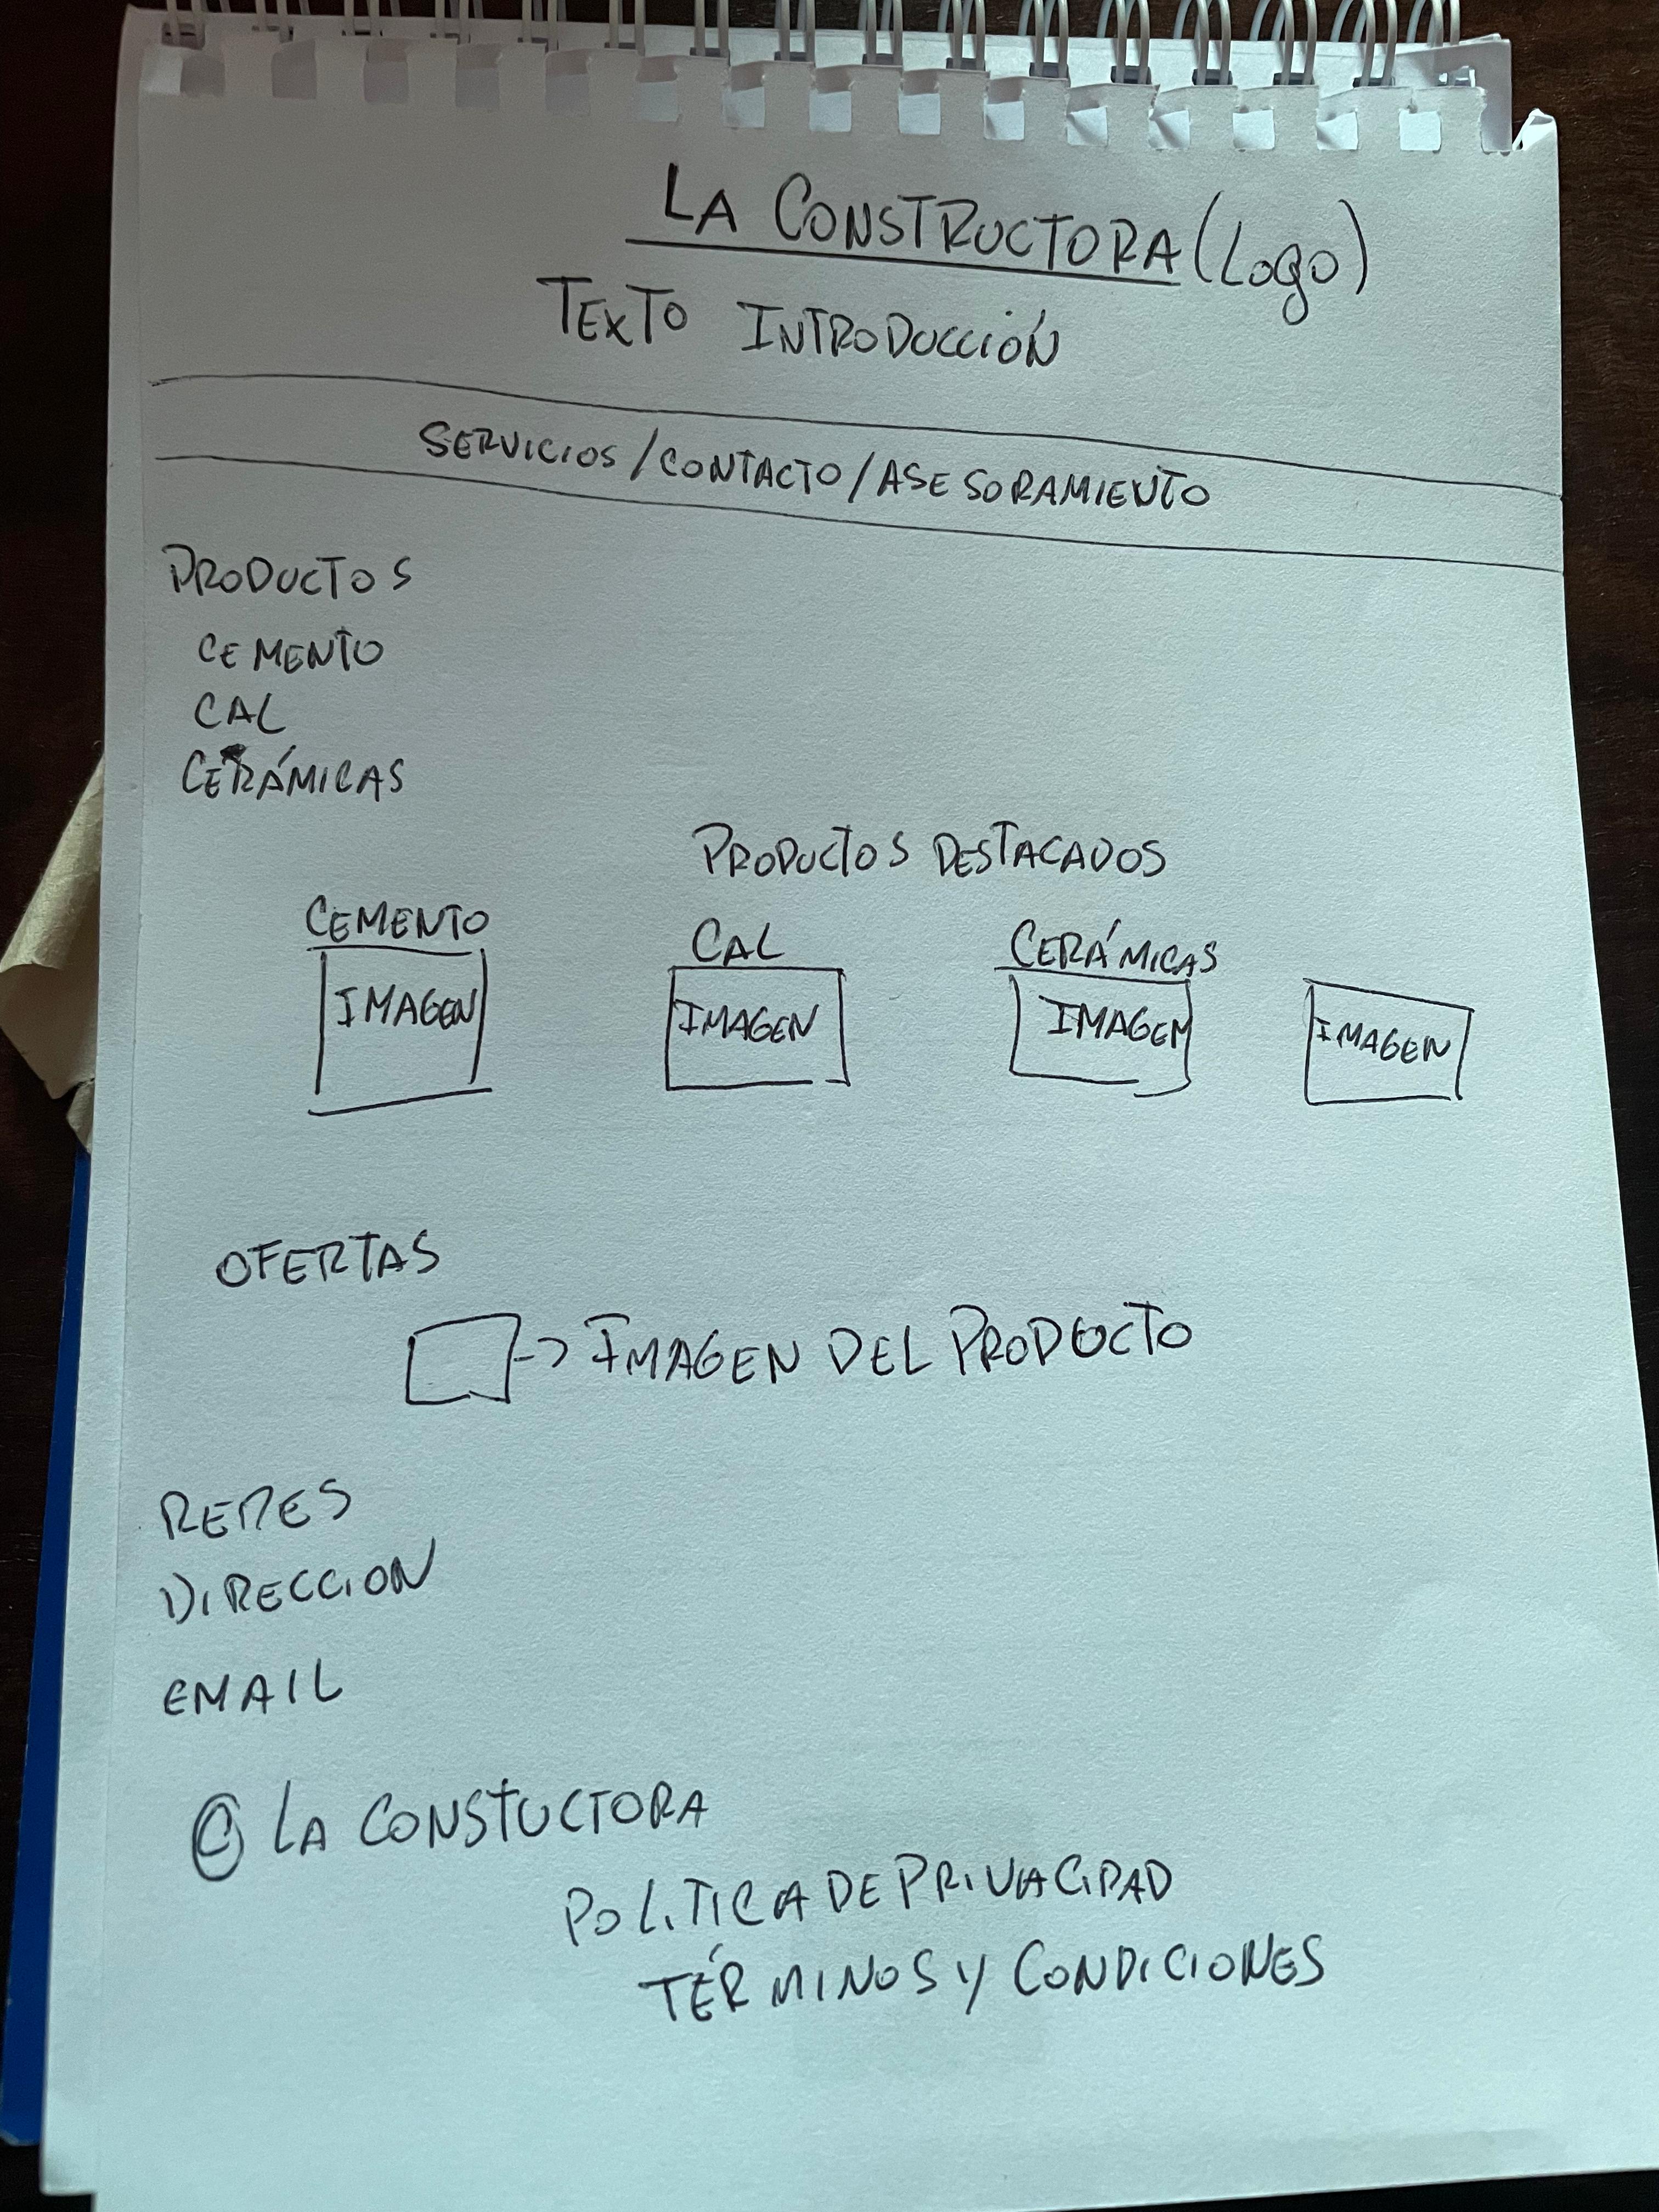 LA CONSTRUCTORA (LOGO)
TEXTO INTRODUCCIÓN
SERVICIOS/CONTACTO/ASESORAMIENTO
PRODUCTOS
CEMENTO
CAL
CERÁMICAS
PRODUCTOS DESTACADOS
CEMENTO CAL CERÁMICAS
IMAGEN IMAGEN IMAGEN IMAGEN
OFERTAS
-> IMAGEN DEL PRODUCTO
REDES
DIRECCION
EMAIL
© LA CONSTUCTORA
POLITICA DE PRIVACIDAD
TÉRMINOS Y CONDICIONES